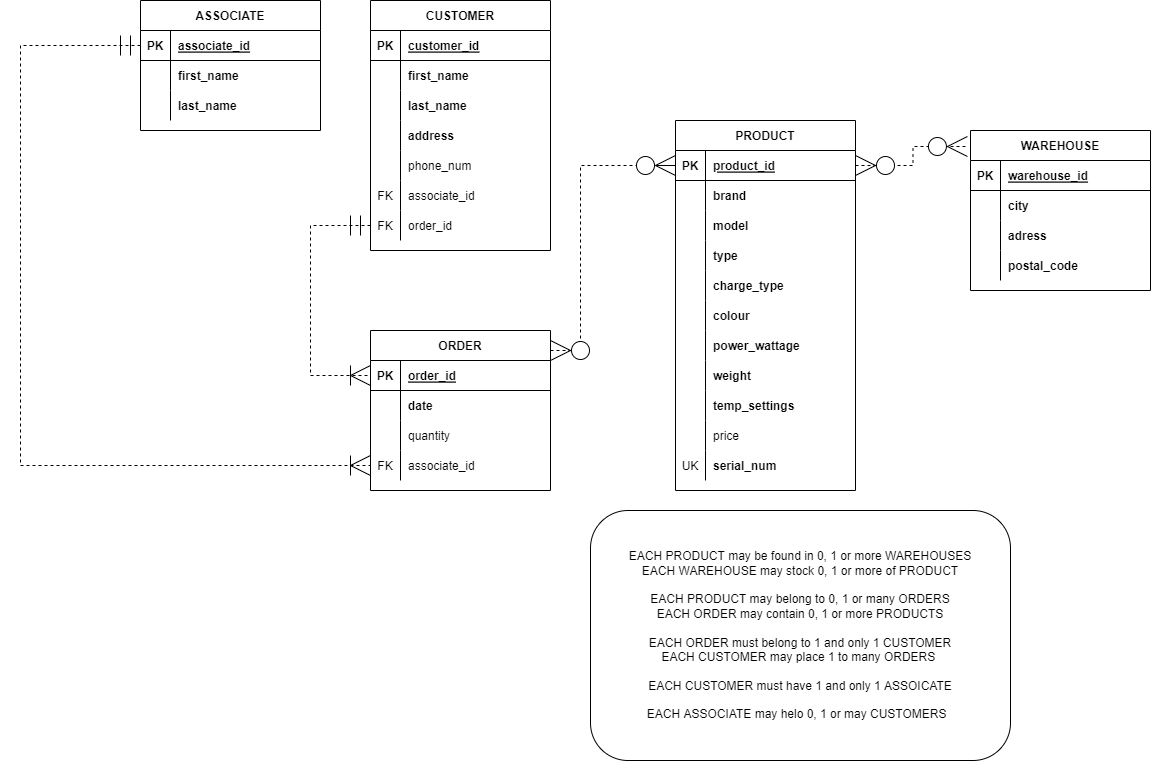 ASSOCIATE
PK associate_id
first_name
last_name
CUSTOMER
PK customer_id
first_name
last_name
address
phone_num
FK associate_id
FK order_id
ORDER
PK order_id
date
quantity
FK associate_id
PRODUCT
PK product_id
brand
model
type
charge_type
colour
power_wattage
weight
temp_settings
price
UK serial_num
WAREHOUSE
PK warehouse_id
city
adress
postal_code
EACH PRODUCT may be found in 0, 1 or more WAREHOUSES
EACH WAREHOUSE may stock 0, 1 or more of PRODUCT
EACH PRODUCT may belong to 0, 1 or many ORDERS
EACH ORDER may contain 0, 1 or more PRODUCTS
EACH ORDER must belong to 1 and only 1 CUSTOMER
EACH CUSTOMER may place 1 to many ORDERS
EACH CUSTOMER must have 1 and only 1 ASSOICATE
EACH ASSOCIATE may helo 0, 1 or may CUSTOMERS